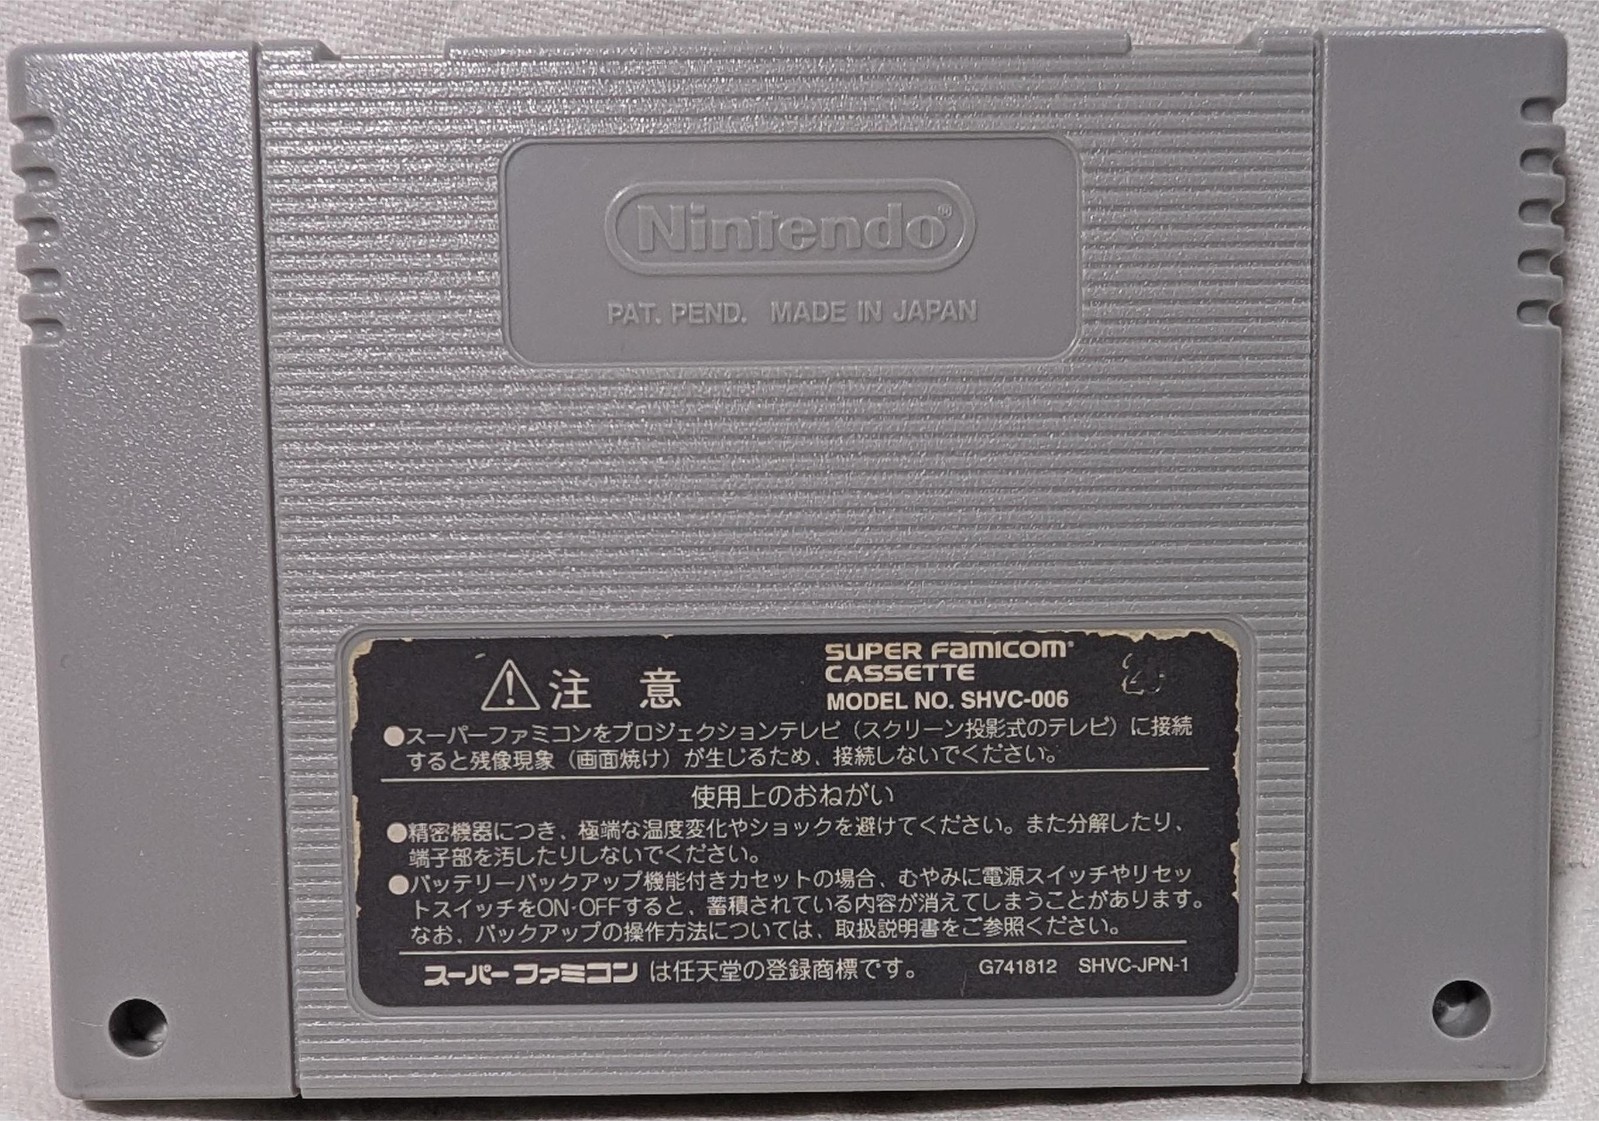 Nintendo®
PAT. PEND. MADE IN JAPAN
注意
SUPER FAMICOM®
CASSETTE
MODEL NO. SHVC-006
●スーパーファミコンをプロジェクションテレビ（スクリーン投影式のテレビ）に接続
すると残像現象（画面焼け）が生じるため、接続しないでください。
使用上のおねがい
●精密機器につき、極端な温度変化やショックを避けてください。また分解したり、
端子部を汚したりしないでください。
●バッテリーバックアップ機能付きカセットの場合、むやみに電源スイッチやリセッ
トスイッチをON·OFFすると、蓄積されている内容が消えてしまうことがあります。
なお、バックアップの操作方法については、取扱説明書をご参照ください。
スーパーファミコン は任天堂の登録商標です。 G741812 SHVC-JPN-1